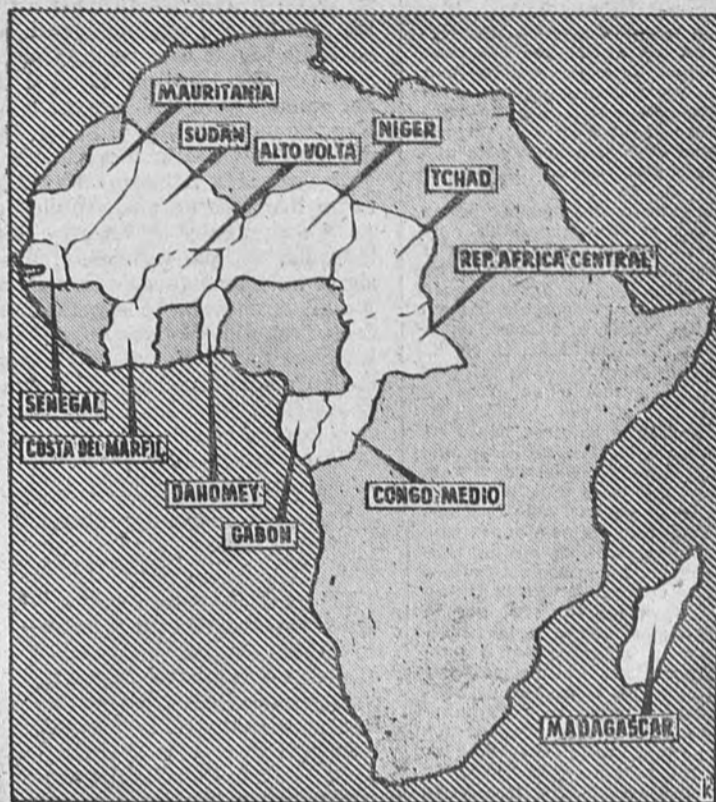 MAURITANIA
SUDAN
ALTO VOLTA
NIGER
TCHAD
REP. AFRICA CENTRAL
SENEGAL
COSTA DEL MARFIL
DAHOMEY
GABON
CONGO MEDIO
MADAGASCAR